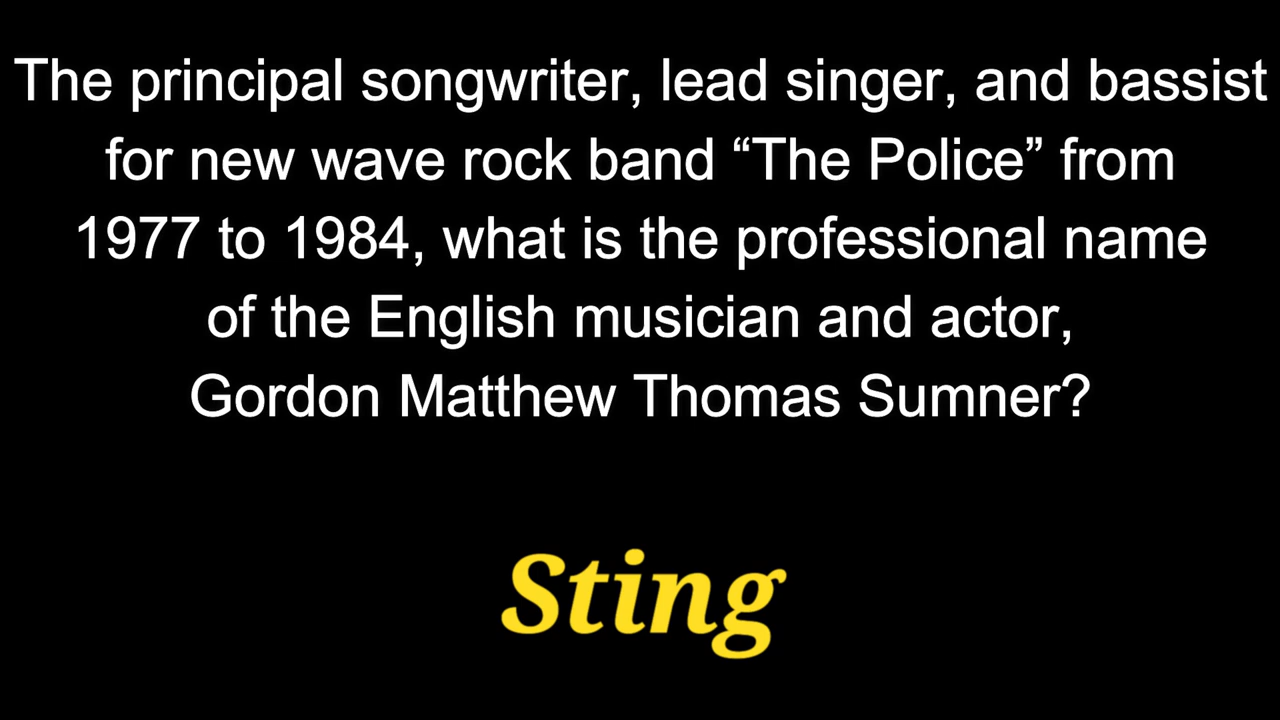 The principal songwriter, lead singer, and bassist
for new wave rock band “The Police” from
1977 to 1984, what is the professional name
of the English musician and actor,
Gordon Matthew Thomas Sumner?
Sting